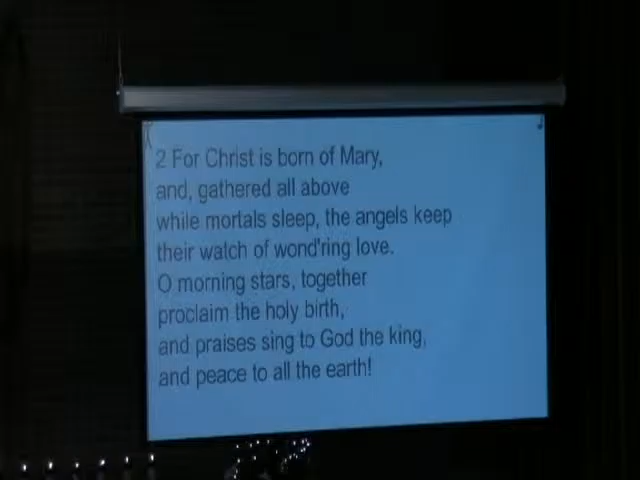 2 For Christ is born of Mary,
and, gathered all above
while mortals sleep, the angels keep
their watch of wond'ring love.
O morning stars, together
proclaim the holy birth,
and praises sing to God the king,
and peace to all the earth!